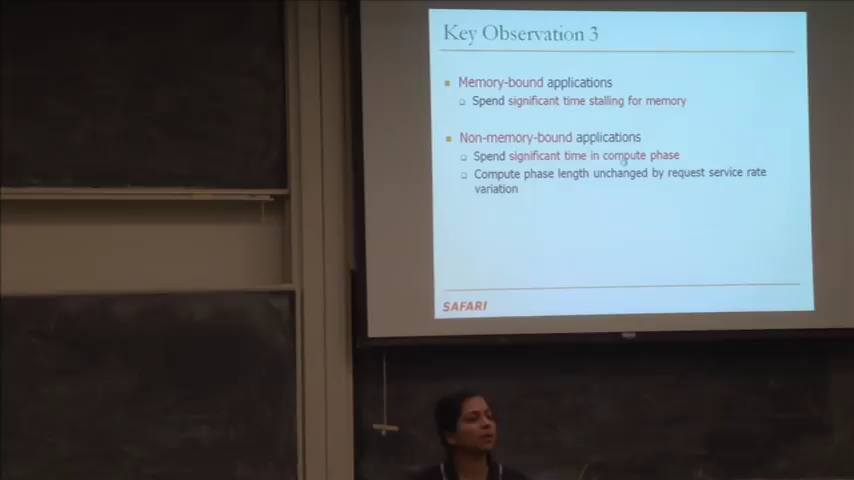 Key Observation 3
Memory-bound applications
Spend significant time stalling for memory
Non-memory-bound applications
Spend significant time in compute phase
Compute phase length unchanged by request service rate
variation
SAFARI